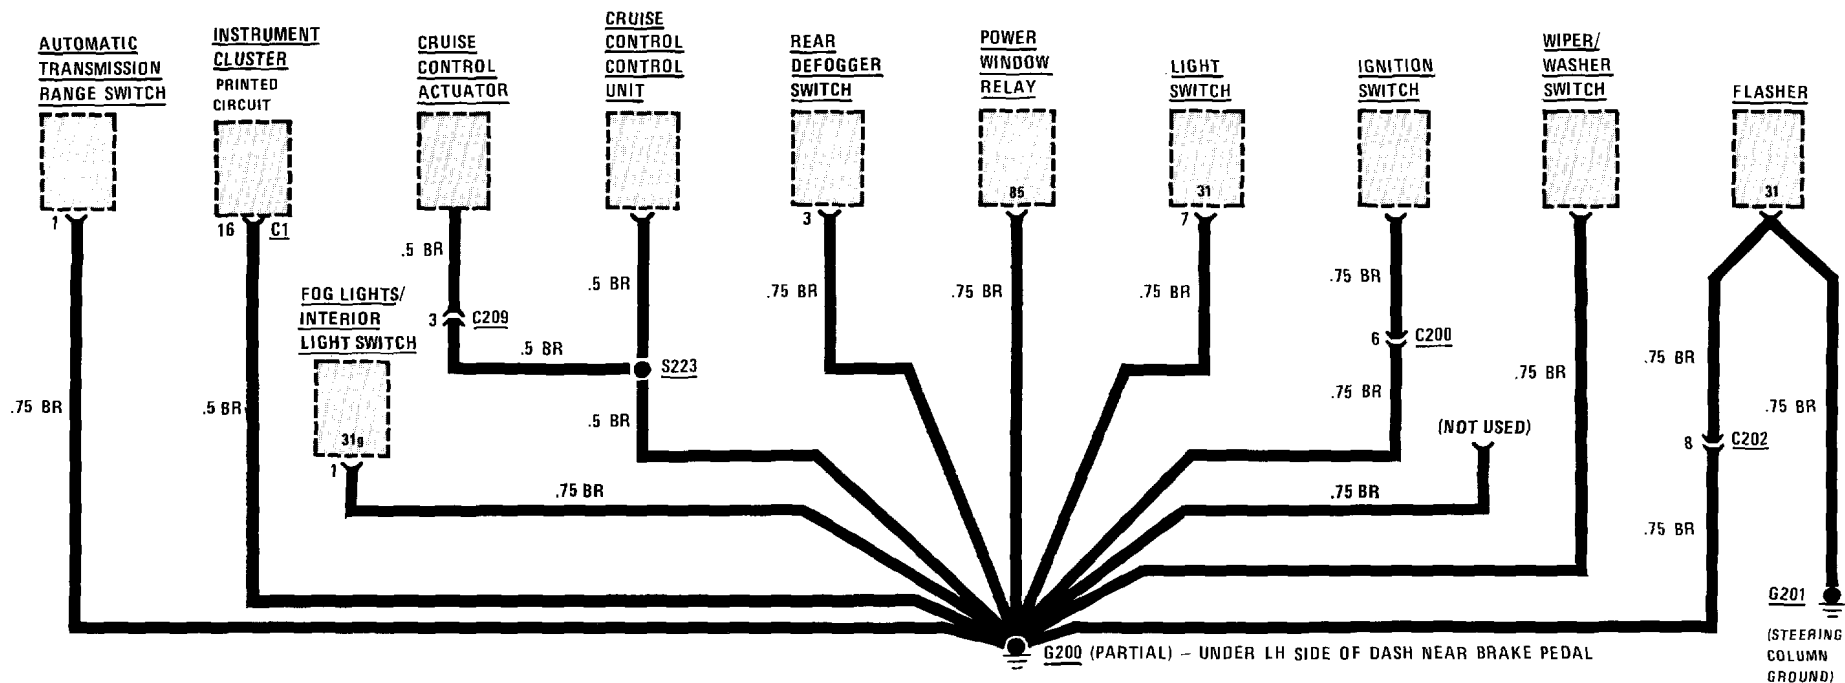 AUTOMATIC
TRANSMISSION
RANGE SWITCH
1
.75 BR
INSTRUMENT
CLUSTER
PRINTED
CIRCUIT
16 C1
.5 BR
FOG LIGHTS/
INTERIOR
LIGHT SWITCH
31g
1
.75 BR
CRUISE
CONTROL
ACTUATOR
.5 BR
3 C209
.5 BR
CRUISE
CONTROL
CONTROL
UNIT
.5 BR
S223
.5 BR
REAR
DEFOGGER
SWITCH
3
.75 BR
POWER
WINDOW
RELAY
85
.75 BR
LIGHT
SWITCH
31
7
.75 BR
IGNITION
SWITCH
.75 BR
6 C200
.75 BR
(NOT USED)
.75 BR
WIPER/
WASHER
SWITCH
.75 BR
FLASHER
31
.75 BR
8 C202
.75 BR
.75 BR
G201
(STEERING
COLUMN
GROUND)
G200 (PARTIAL) – UNDER LH SIDE OF DASH NEAR BRAKE PEDAL